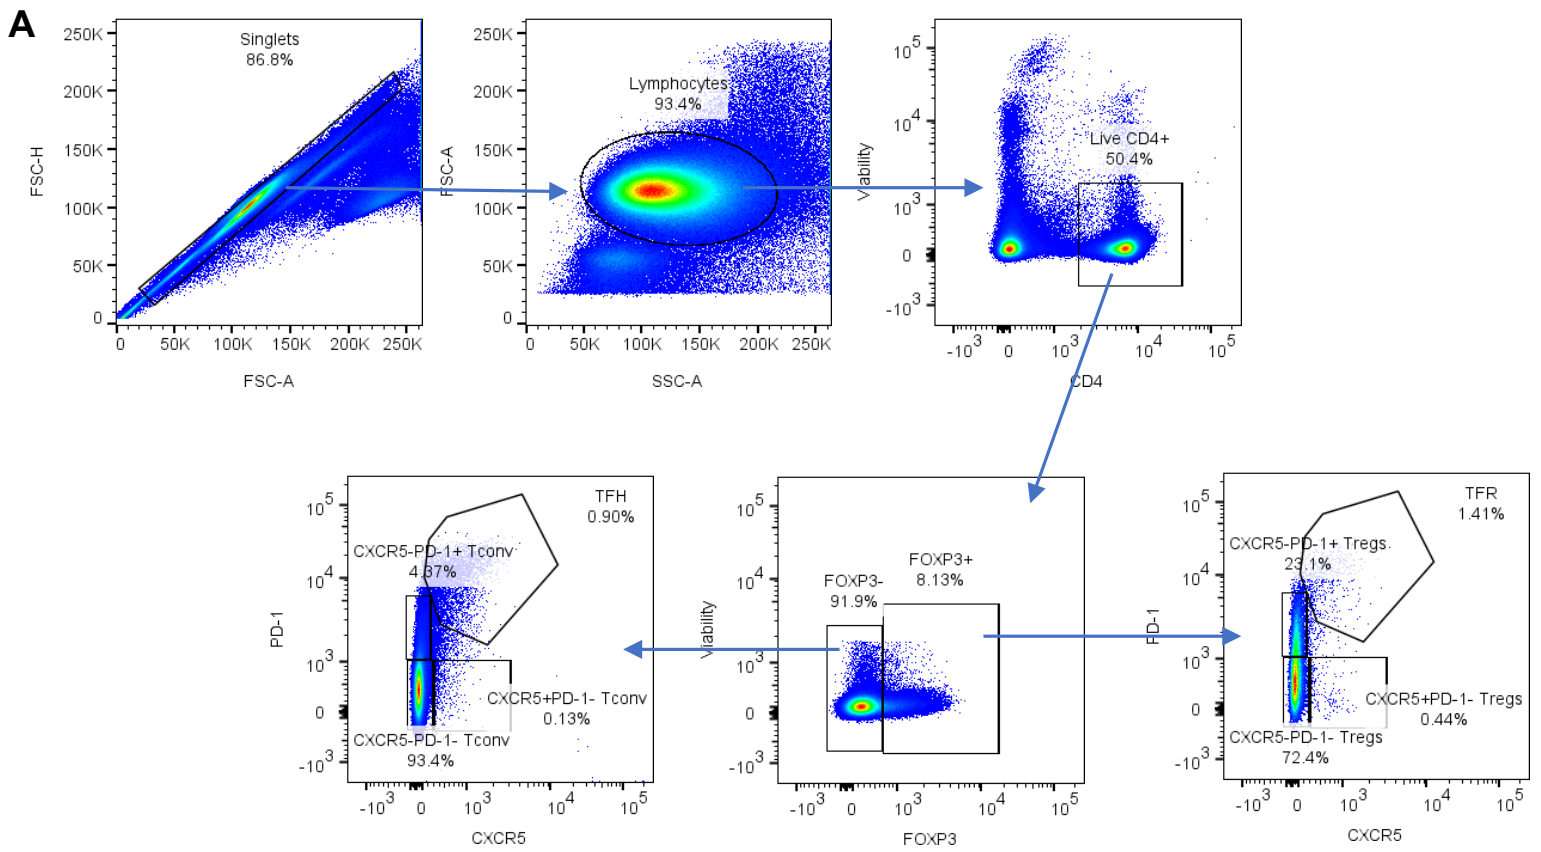 A
Singlets
86.8%
250K
200K
150K
100K
50K
0
FSC-H
0 50K 100K 150K 200K 250K
FSC-A
Lymphocytes
93.4%
250K
200K
150K
100K
50K
0
FSC-A
0 50K 100K 150K 200K 250K
SSC-A
Live CD4+
50.4%
10^5
10^4
10^3
0
-10^3
Viability
-10^3 0 10^3 10^4 10^5
CD4
TFH
0.90%
CXCR5-PD-1+ Tconv
4.37%
CXCR5+PD-1- Tconv
0.13%
CXCR5-PD-1- Tconv
93.4%
10^5
10^4
10^3
0
-10^3
PD-1
-10^3 0 10^3 10^4 10^5
CXCR5
FOXP3-
91.9%
FOXP3+
8.13%
10^5
10^4
10^3
0
-10^3
Viability
-10^3 0 10^3 10^4 10^5
FOXP3
TFR
1.41%
CXCR5-PD-1+ Tregs
23.1%
CXCR5+PD-1- Tregs
0.44%
CXCR5-PD-1- Tregs
72.4%
10^5
10^4
10^3
0
-10^3
PD-1
-10^3 0 10^3 10^4 10^5
CXCR5